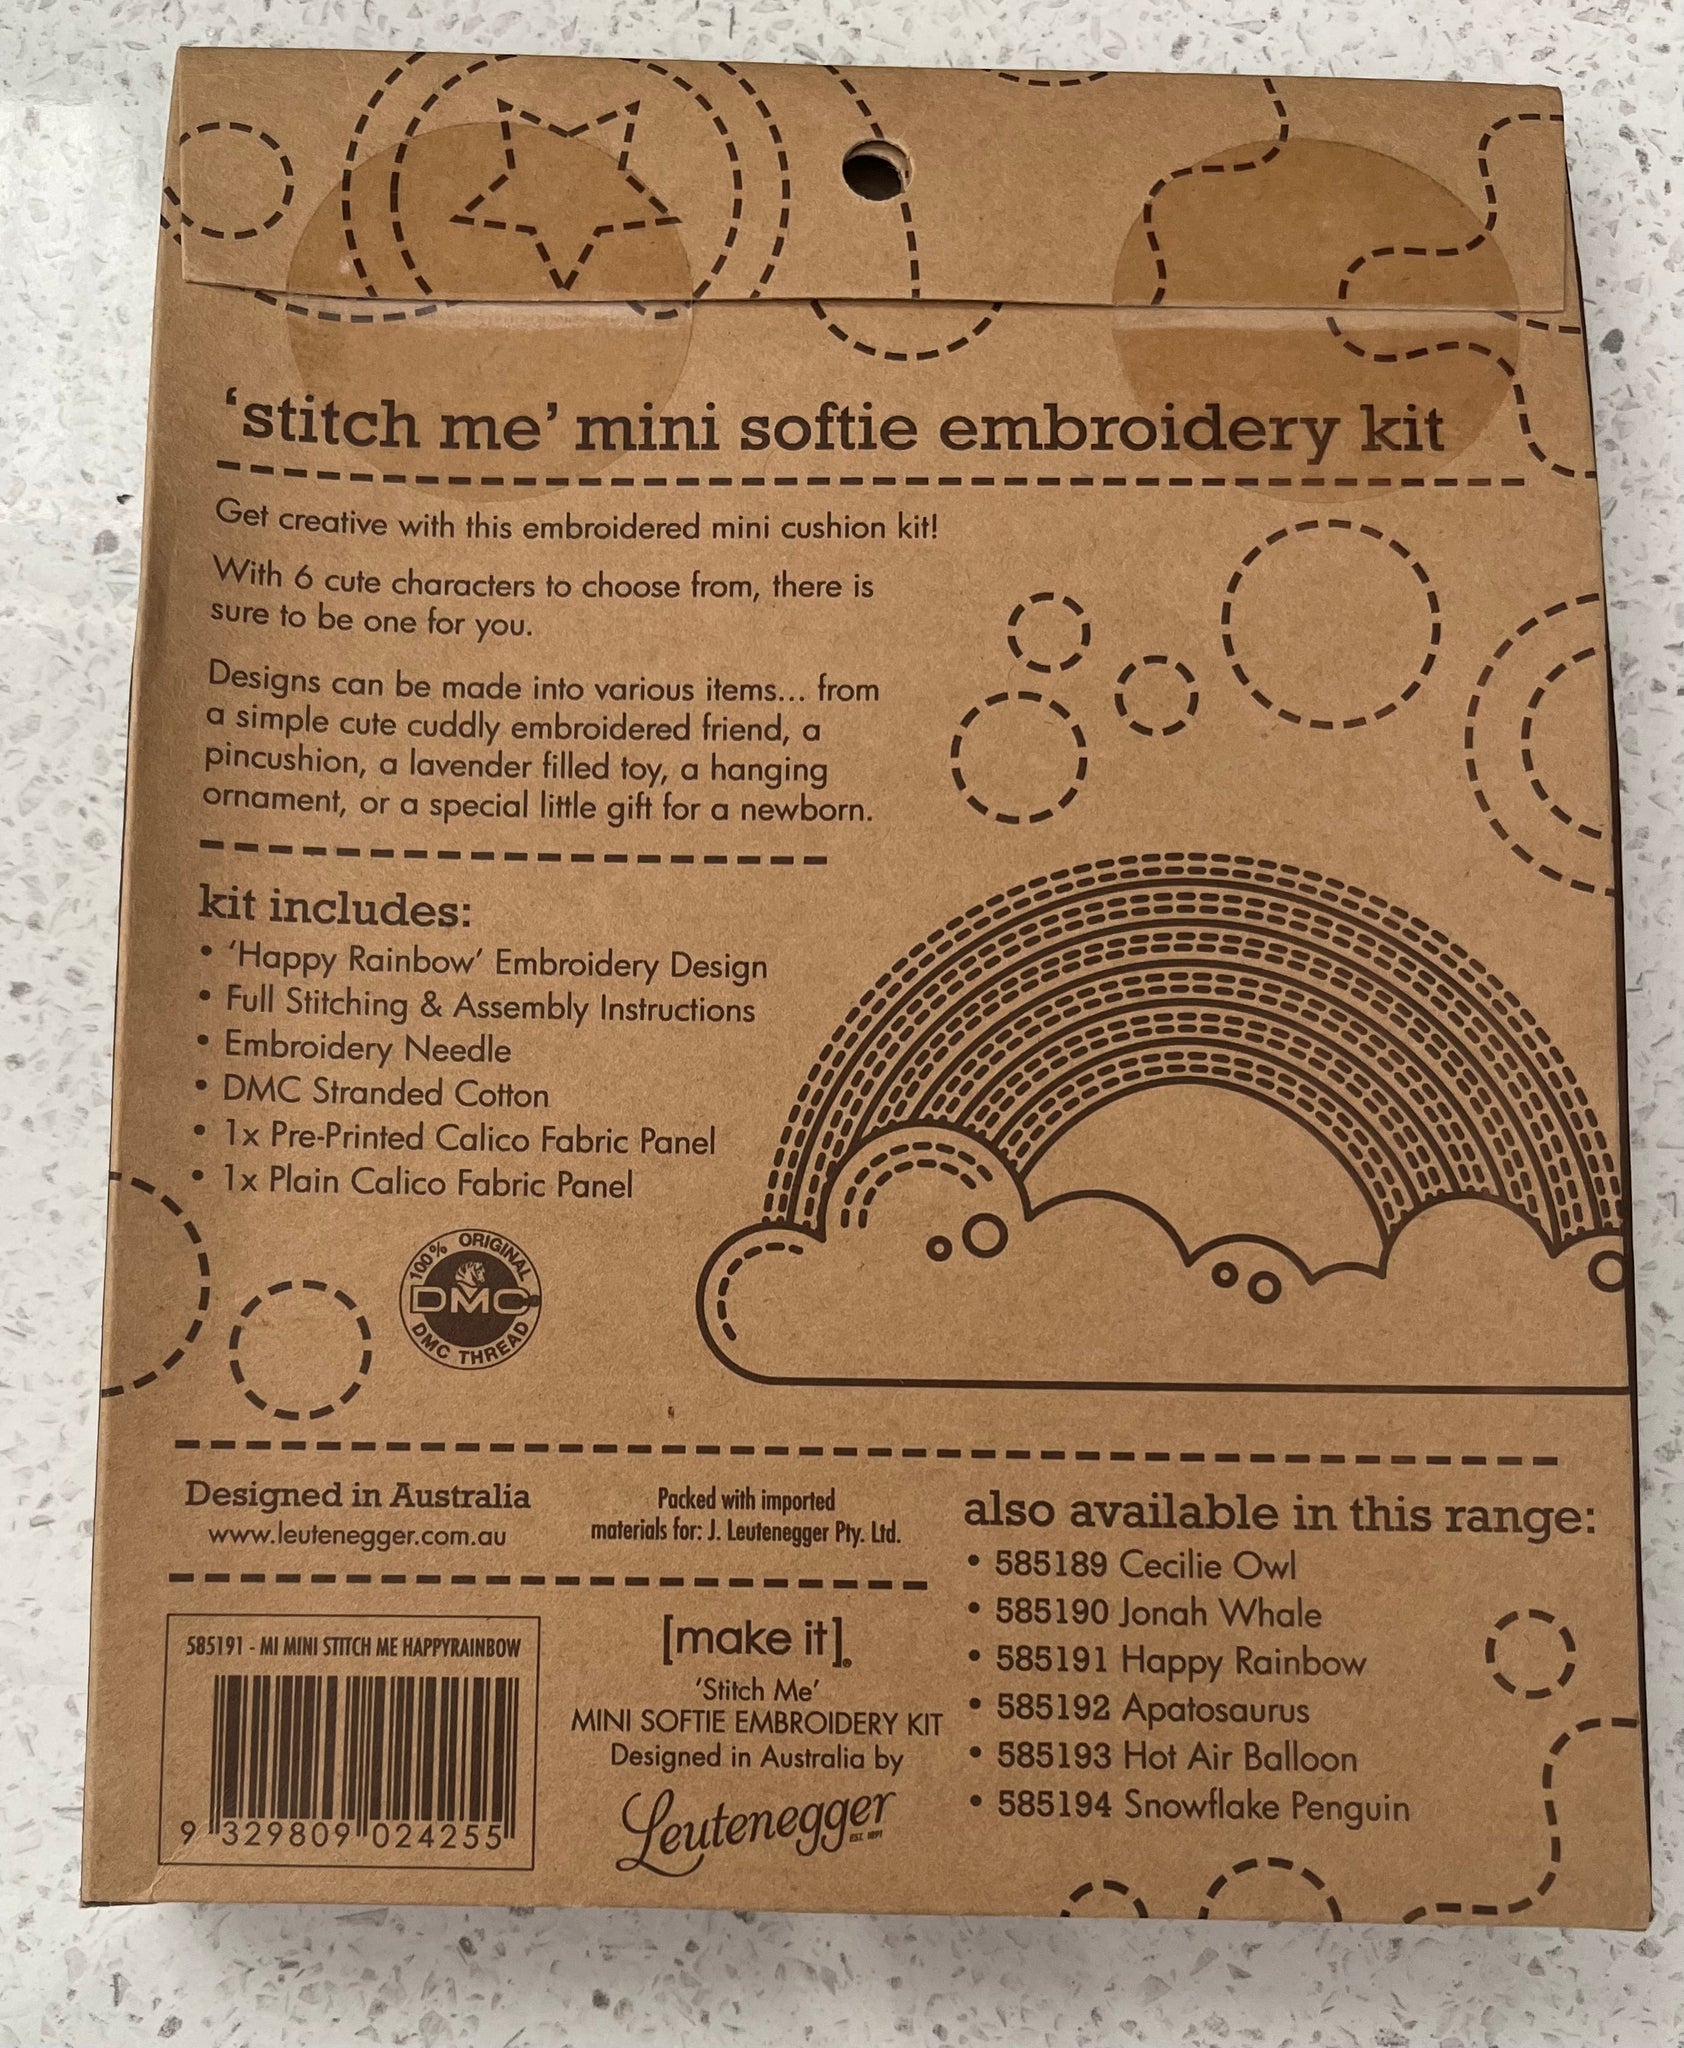 ‘stitch me’ mini softie embroidery kit
Get creative with this embroidered mini cushion kit!
With 6 cute characters to choose from, there is
sure to be one for you.
Designs can be made into various items... from
a simple cute cuddly embroidered friend, a
pincushion, a lavender filled toy, a hanging
ornament, or a special little gift for a newborn.
kit includes:
• ‘Happy Rainbow’ Embroidery Design
• Full Stitching & Assembly Instructions
• Embroidery Needle
• DMC Stranded Cotton
• 1x Pre-Printed Calico Fabric Panel
• 1x Plain Calico Fabric Panel
100% ORIGINAL
DMC
DMC THREAD
Designed in Australia
www.leutenegger.com.au
Packed with imported
materials for: J. Leutenegger Pty. Ltd.
585191 - MI MINI STITCH ME HAPPYRAINBOW
9 329809 024255
[make it]®
‘Stitch Me’
MINI SOFTIE EMBROIDERY KIT
Designed in Australia by
Leutenegger
EST. 1891
also available in this range:
• 585189 Cecilie Owl
• 585190 Jonah Whale
• 585191 Happy Rainbow
• 585192 Apatosaurus
• 585193 Hot Air Balloon
• 585194 Snowflake Penguin